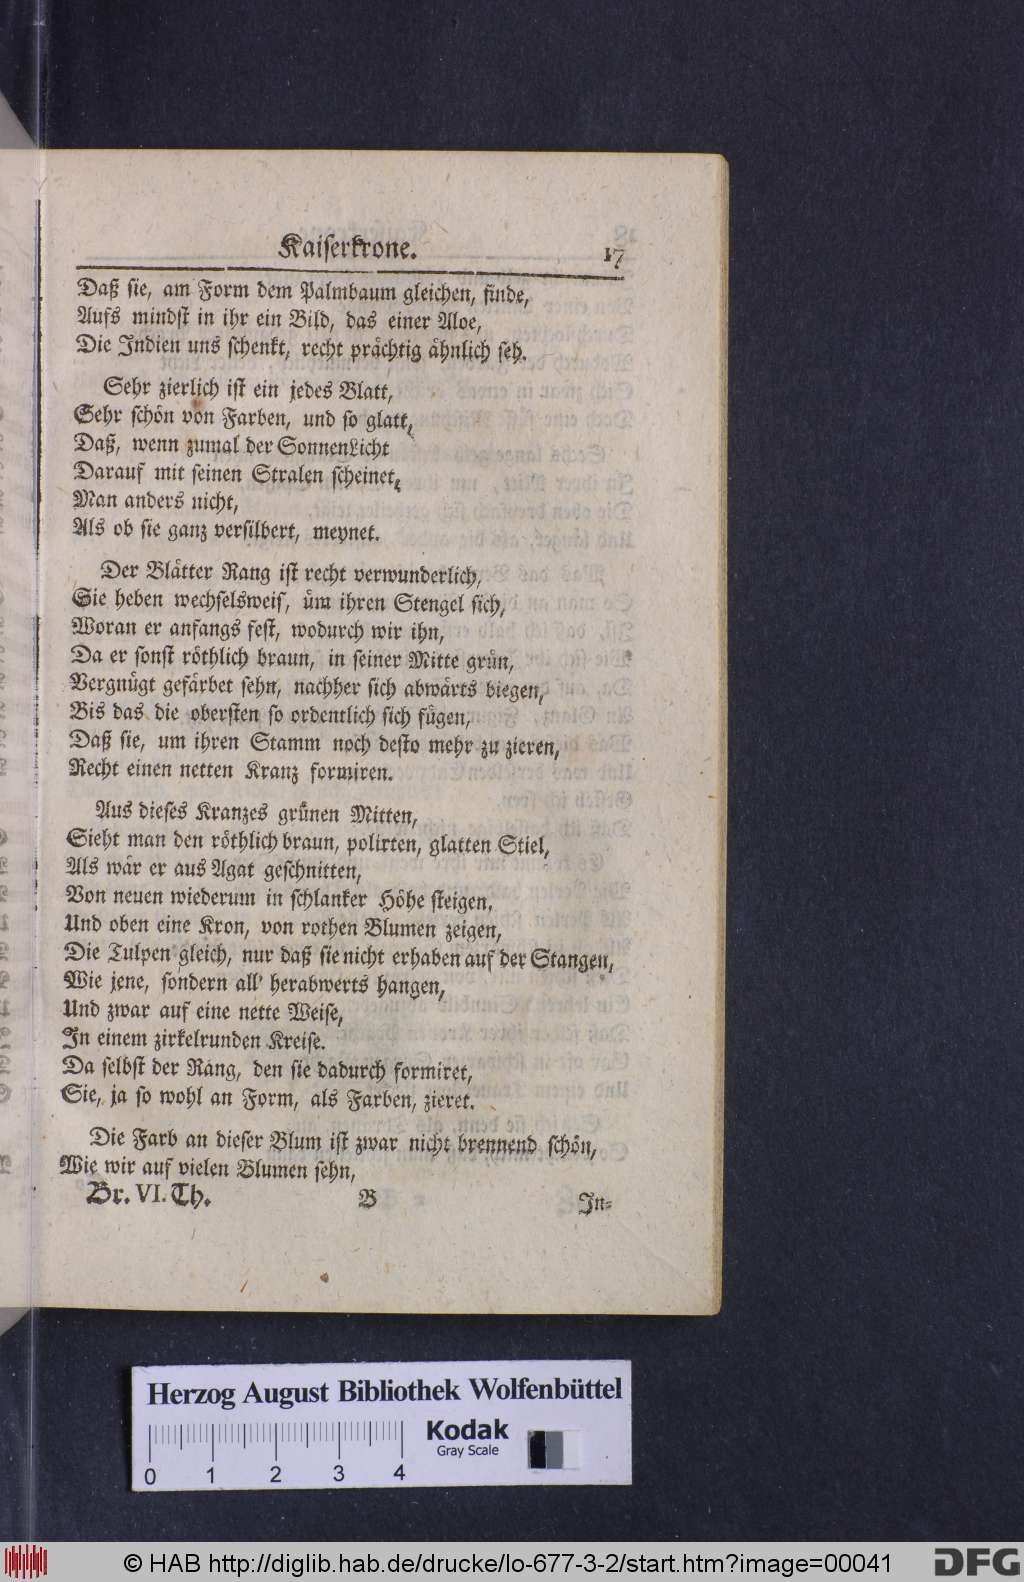 Kaiserkrone. 17
Daß sie, am Form dem Palmbaum gleichen, finde,
Aufs mindst in ihr ein Bild, das einer Aloe,
Die Indien uns schenkt, recht prächtig ähnlich seh.
Sehr zierlich ist ein jedes Blatt,
Sehr schön von Farben, und so glatt,
Daß, wenn zumal der SonnenLicht
Darauf mit seinen Stralen scheinet,
Man anders nicht,
Als ob sie ganz versilbert, meynet.
Der Blätter Rang ist recht verwunderlich,
Sie heben wechselsweis, üm ihren Stengel sich,
Woran er anfangs fest, wodurch wir ihn,
Da er sonst röthlich braun, in seiner Mitte grün,
Vergnügt gefärbet sehn, nachher sich abwärts biegen,
Bis das die obersten so ordentlich sich fügen,
Daß sie, um ihren Stamm noch desto mehr zu zieren,
Recht einen netten Kranz formiren.
Aus dieses Kranzes grünen Mitten,
Sieht man den röthlich braun, polirten, glatten Stiel,
Als wär er aus Agat geschnitten,
Von neuen wiederum in schlanker Höhe steigen,
Und oben eine Kron, von rothen Blumen zeigen,
Die Tulpen gleich, nur daß sie nicht erhaben auf der Stangen,
Wie jene, sondern all' herabwerts hangen,
Und zwar auf eine nette Weise,
In einem zirkelrunden Kreise.
Da selbst der Rang, den sie dadurch formiret,
Sie, ja so wohl an Form, als Farben, zieret.
Die Farb an dieser Blum ist zwar nicht brennend schön,
Wie wir auf vielen Blumen sehn,
Br. VI. Th. B In-
Herzog August Bibliothek Wolfenbüttel
Kodak
Gray Scale
0 1 2 3 4
© HAB http://diglib.hab.de/drucke/lo-677-3-2/start.htm?image=00041
DFG